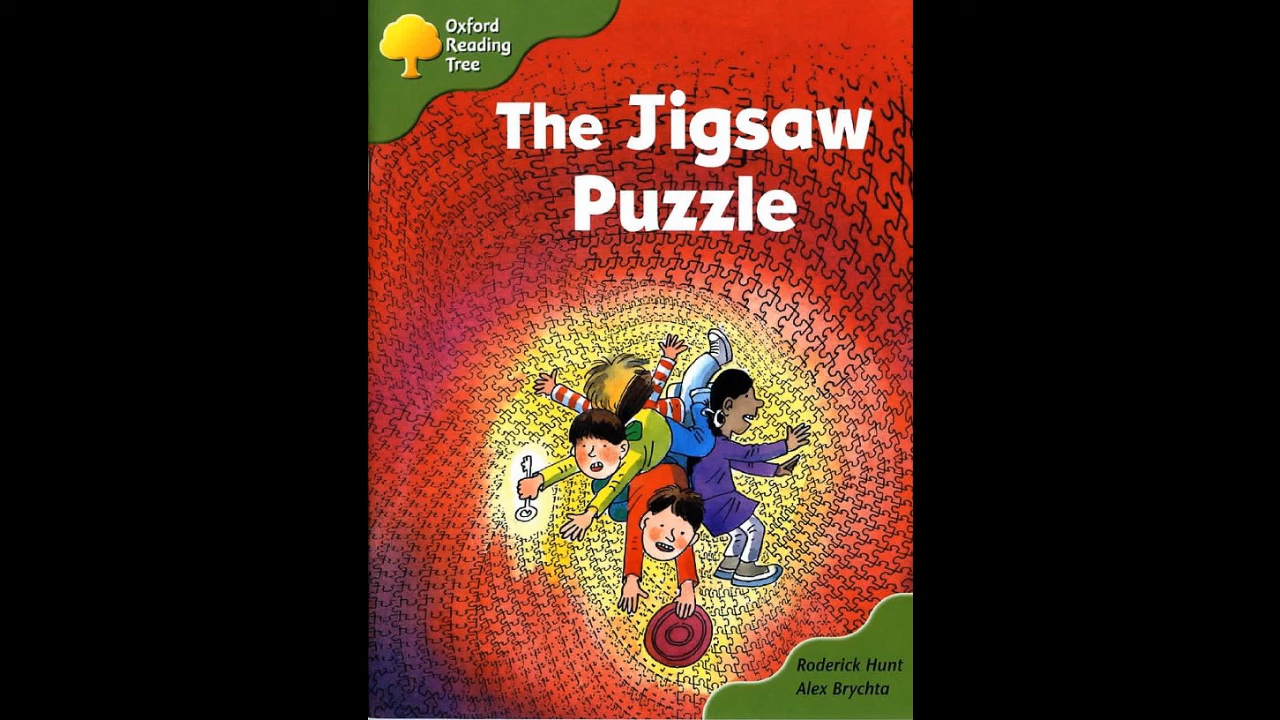 Oxford
Reading
Tree
The Jigsaw
Puzzle
Roderick Hunt
Alex Brychta